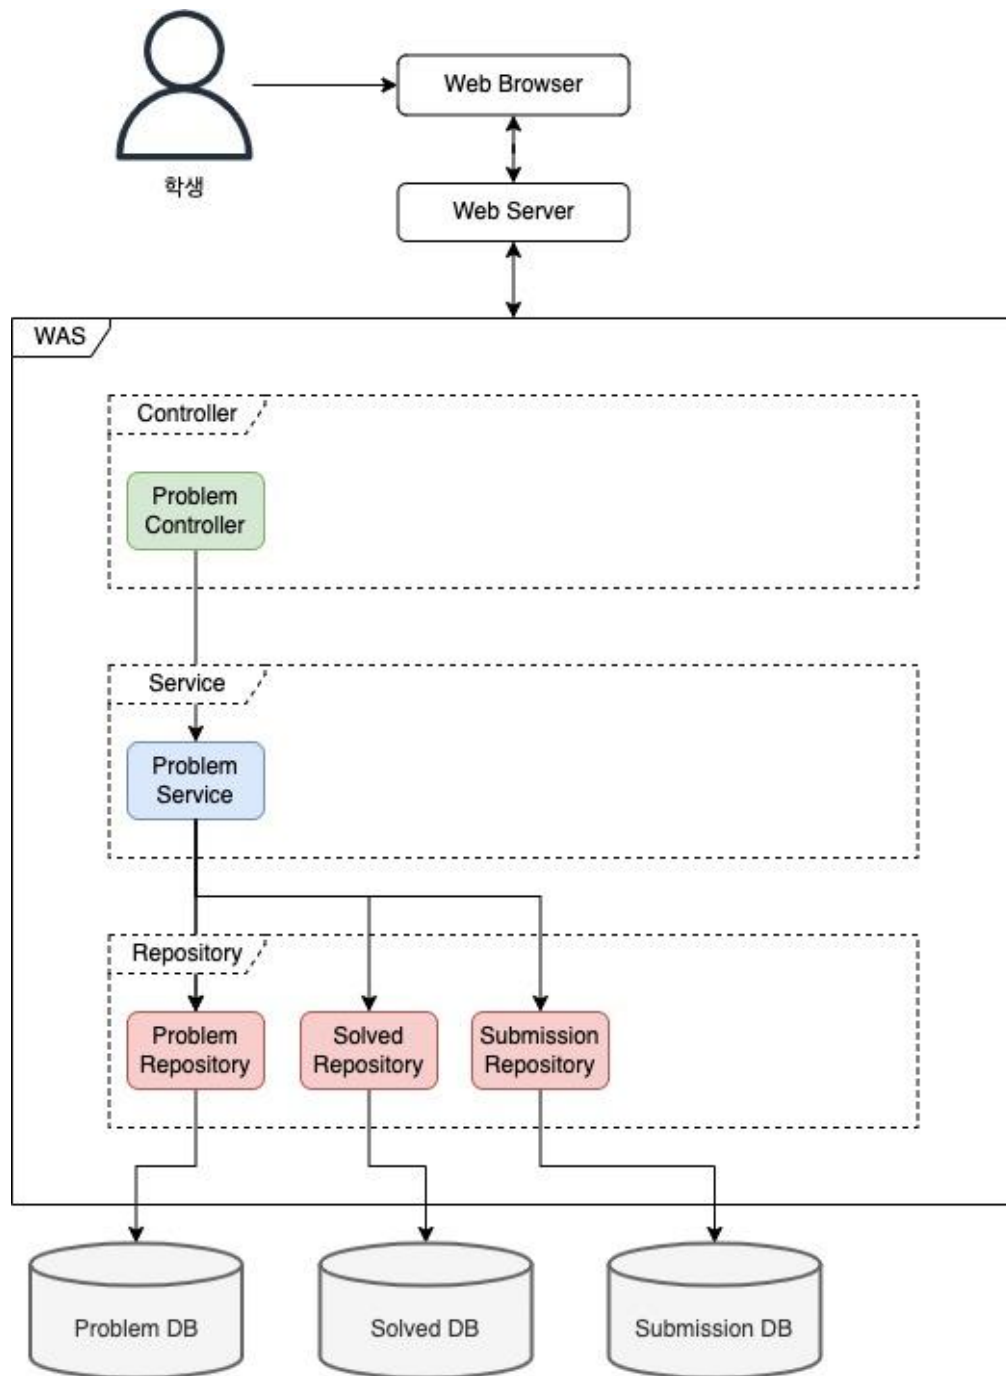 Web Browser
학생
Web Server
WAS
Controller
Problem
Controller
Service
Problem
Service
Repository
Problem
Repository
Solved
Repository
Submission
Repository
Problem DB
Solved DB
Submission DB